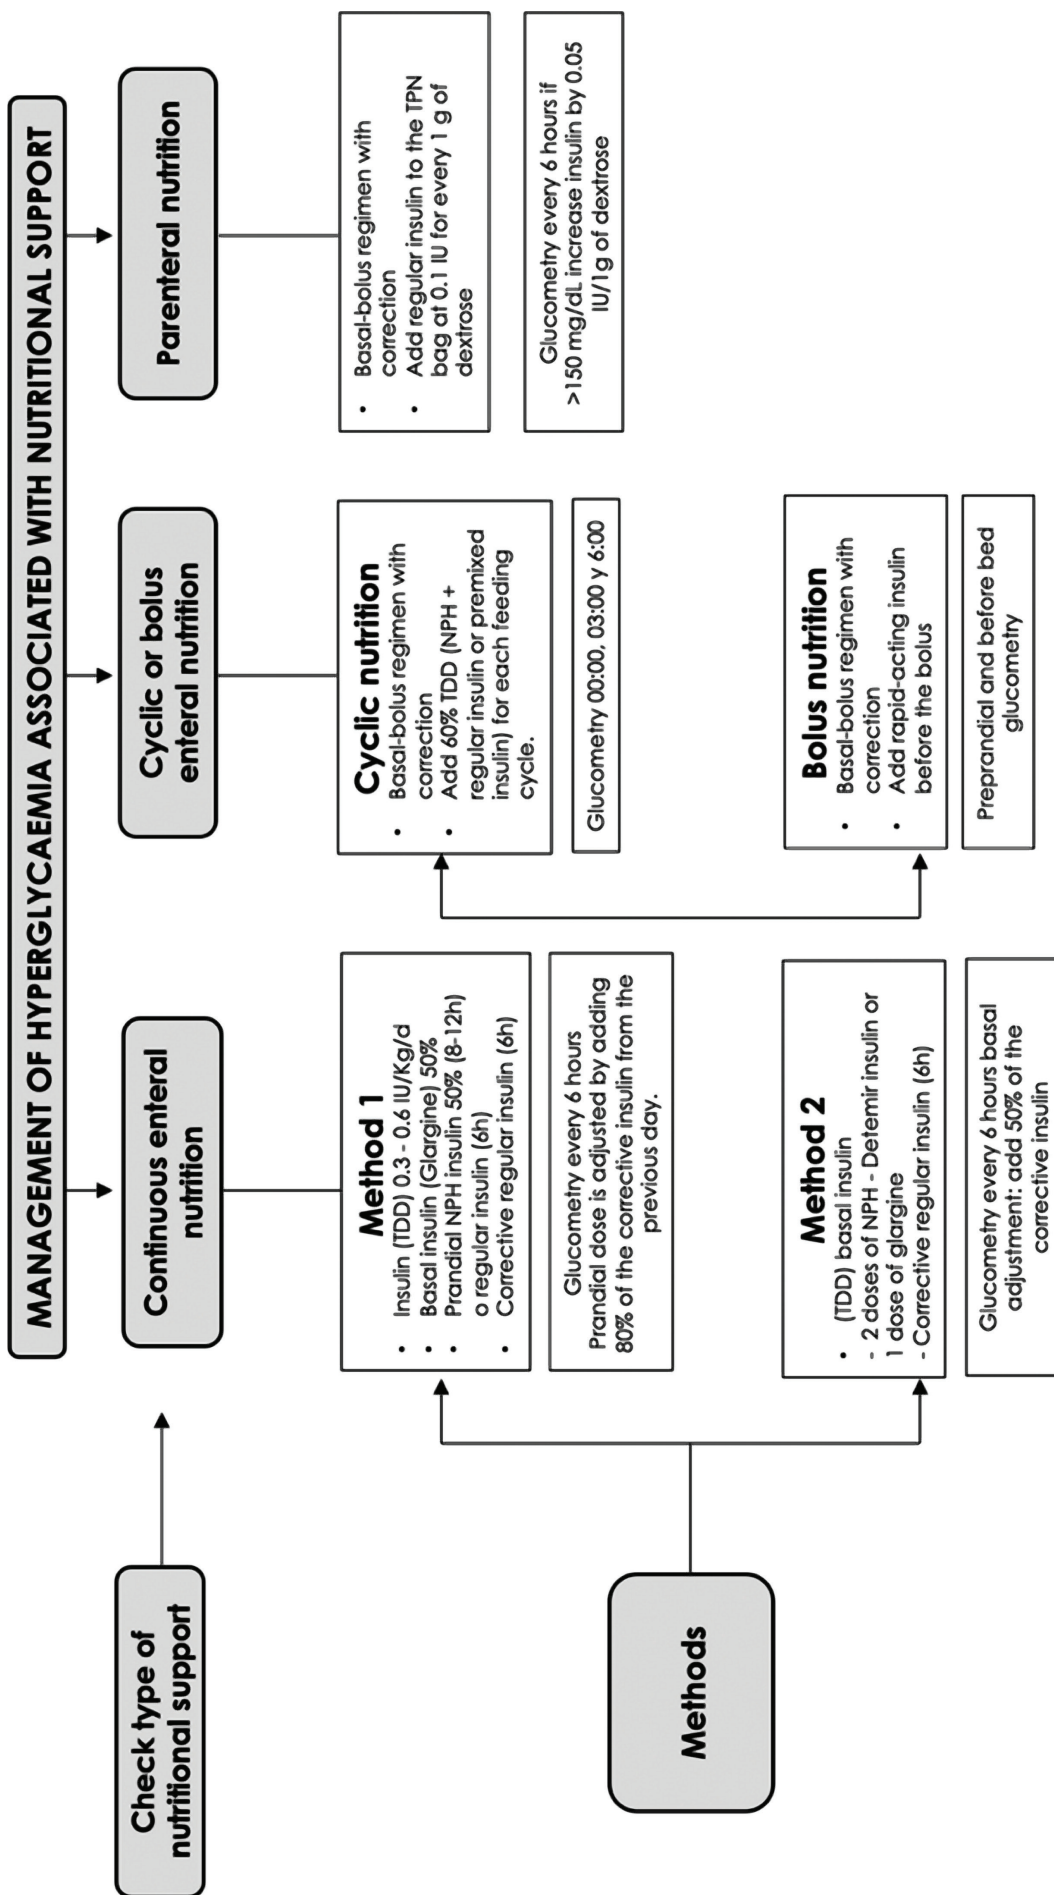 MANAGEMENT OF HYPERGLYCAEMIA ASSOCIATED WITH NUTRITIONAL SUPPORT
Check type of
nutritional support
Continuous enteral
nutrition
Cyclic or bolus
enteral nutrition
Parenteral nutrition
Methods
Method 1
• Insulin (TDD) 0.3 - 0.6 IU/Kg/d
• Basal insulin (Glargine) 50%
• Prandial NPH insulin 50% (8-12h)
o regular insulin (6h)
• Corrective regular insulin (6h)
Glucometry every 6 hours
Prandial dose is adjusted by adding
80% of the corrective insulin from the
previous day.
Method 2
• (TDD) basal insulin
- 2 doses of NPH - Detemir insulin or
1 dose of glargine
- Corrective regular insulin (6h)
Glucometry every 6 hours basal
adjustment: add 50% of the
corrective insulin
Cyclic nutrition
• Basal-bolus regimen with
correction
• Add 60% TDD (NPH +
regular insulin or premixed
insulin) for each feeding
cycle.
Glucometry 00:00, 03:00 y 6:00
Bolus nutrition
• Basal-bolus regimen with
correction
• Add rapid-acting insulin
before the bolus
Preprandial and before bed
glucometry
• Basal-bolus regimen with
correction
• Add regular insulin to the TPN
bag at 0.1 IU for every 1 g of
dextrose
Glucometry every 6 hours if
>150 mg/dL increase insulin by 0.05
IU/1g of dextrose